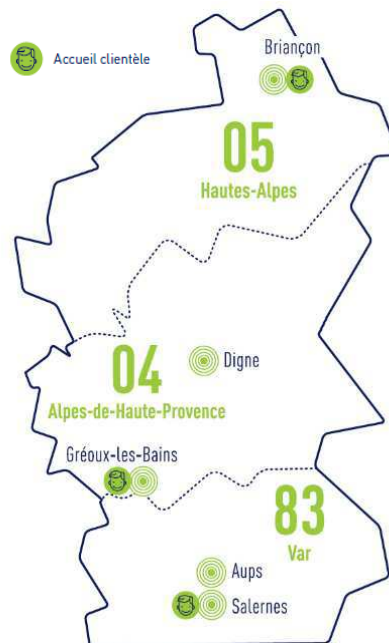 Briançon
Accueil clientèle
05
Hautes-Alpes
04
Digne
Alpes-de-Haute-Provence
Gréoux-les-Bains
83
Var
Aups
Salernes